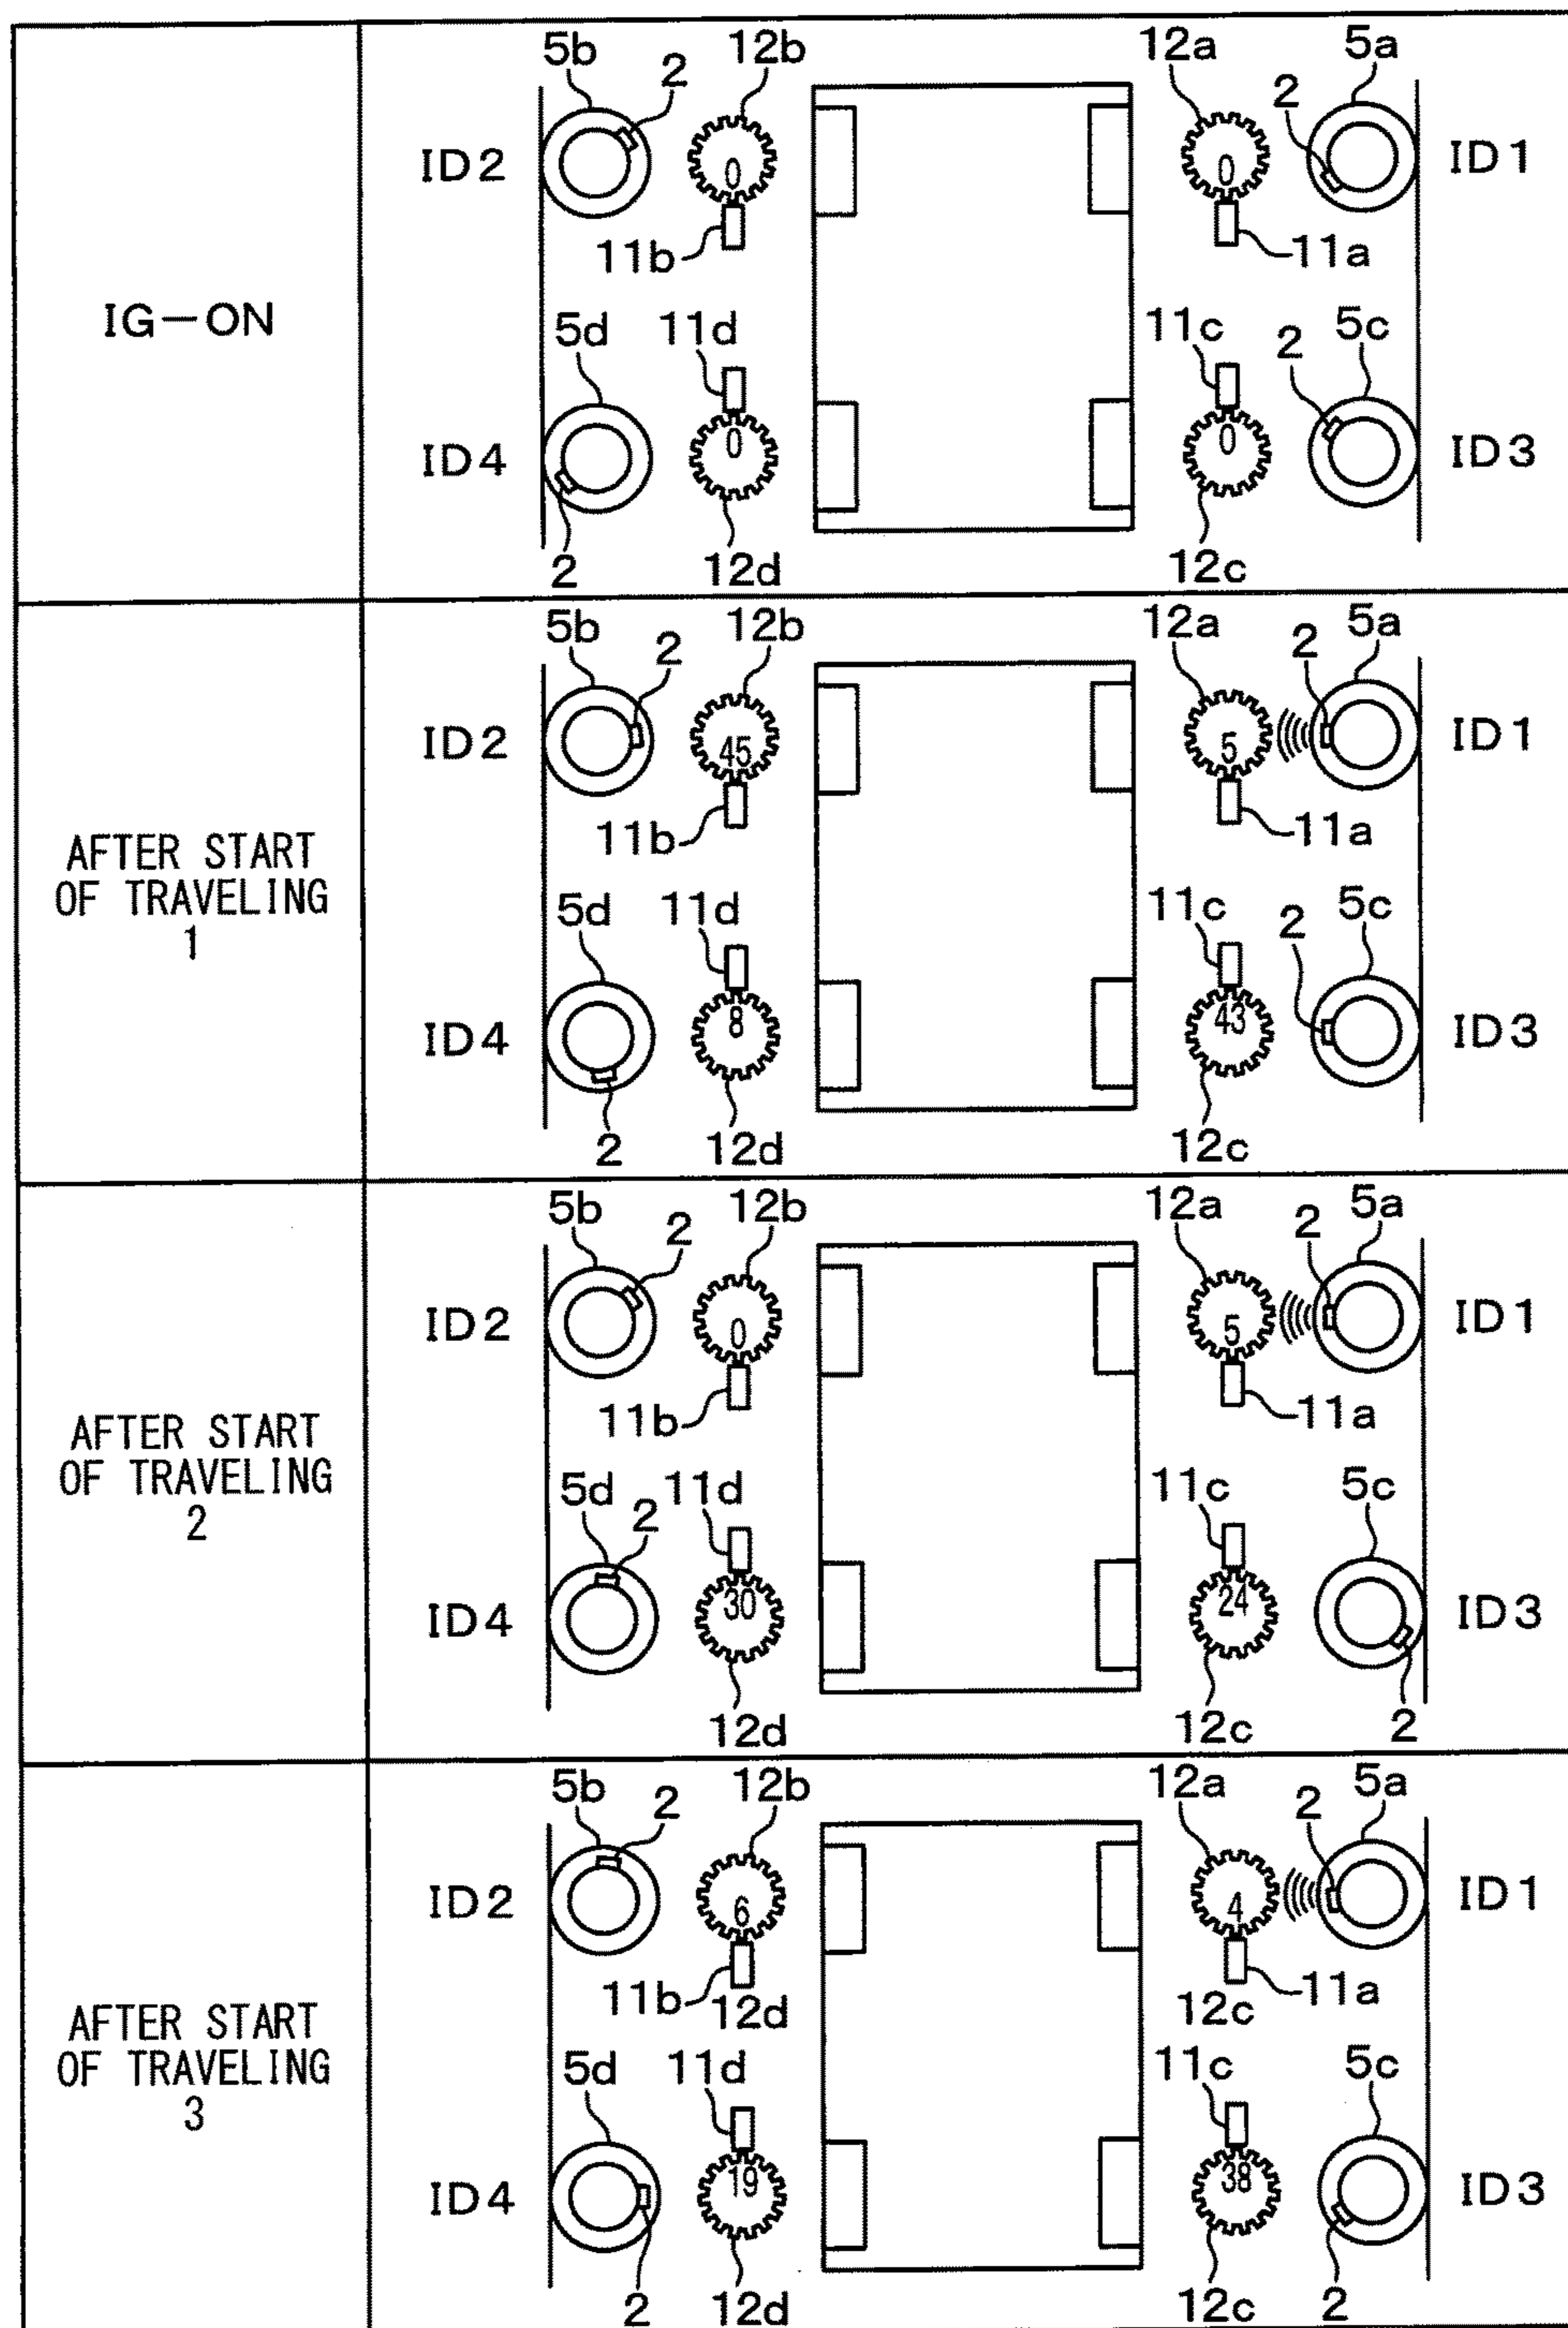 5b 2 12b 12a 2 5a
ID2 0 0 ID1
11b 11a
IG-ON
5d 11d 11c 2 5c
ID4 0 0 ID3
2 12d 12c
5b 2 12b 12a 2 5a
ID2 45 5 ID1
11b 11a
AFTER START
OF TRAVELING
1
5d 11d 11c 2 5c
ID4 8 43 ID3
2 12d 12c
5b 2 12b 12a 2 5a
ID2 0 5 ID1
11b 11a
AFTER START
OF TRAVELING
2
5d 2 11d 11c 5c
ID4 30 24 ID3
12d 12c 2
5b 2 12b 12a 2 5a
ID2 6 4 ID1
11b 12d 12c 11a
AFTER START
OF TRAVELING
3
5d 11d 11c 5c
ID4 19 38 ID3
2 12d 12c 2